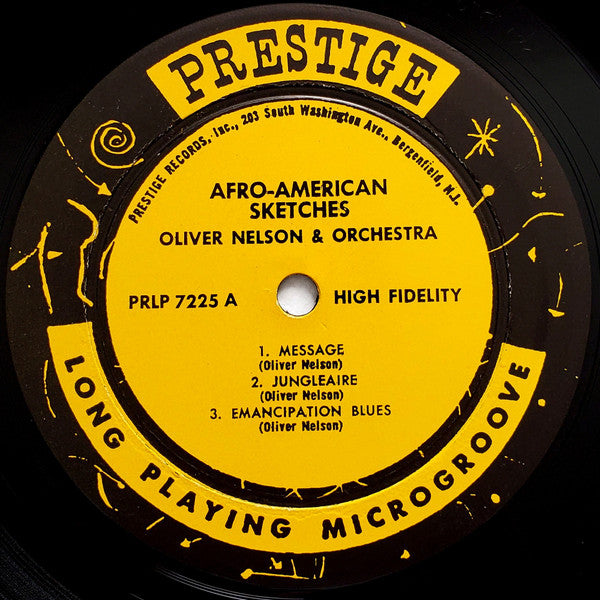 PRESTIGE
PRESTIGE RECORDS, Inc., 203 South Washington Ave., Bergenfield, N.J.
AFRO-AMERICAN
SKETCHES
OLIVER NELSON & ORCHESTRA
PRLP 7225 A
HIGH FIDELITY
1. MESSAGE
(Oliver Nelson)
2. JUNGLEAIRE
(Oliver Nelson)
3. EMANCIPATION BLUES
(Oliver Nelson)
LONG PLAYING MICROGROOVE